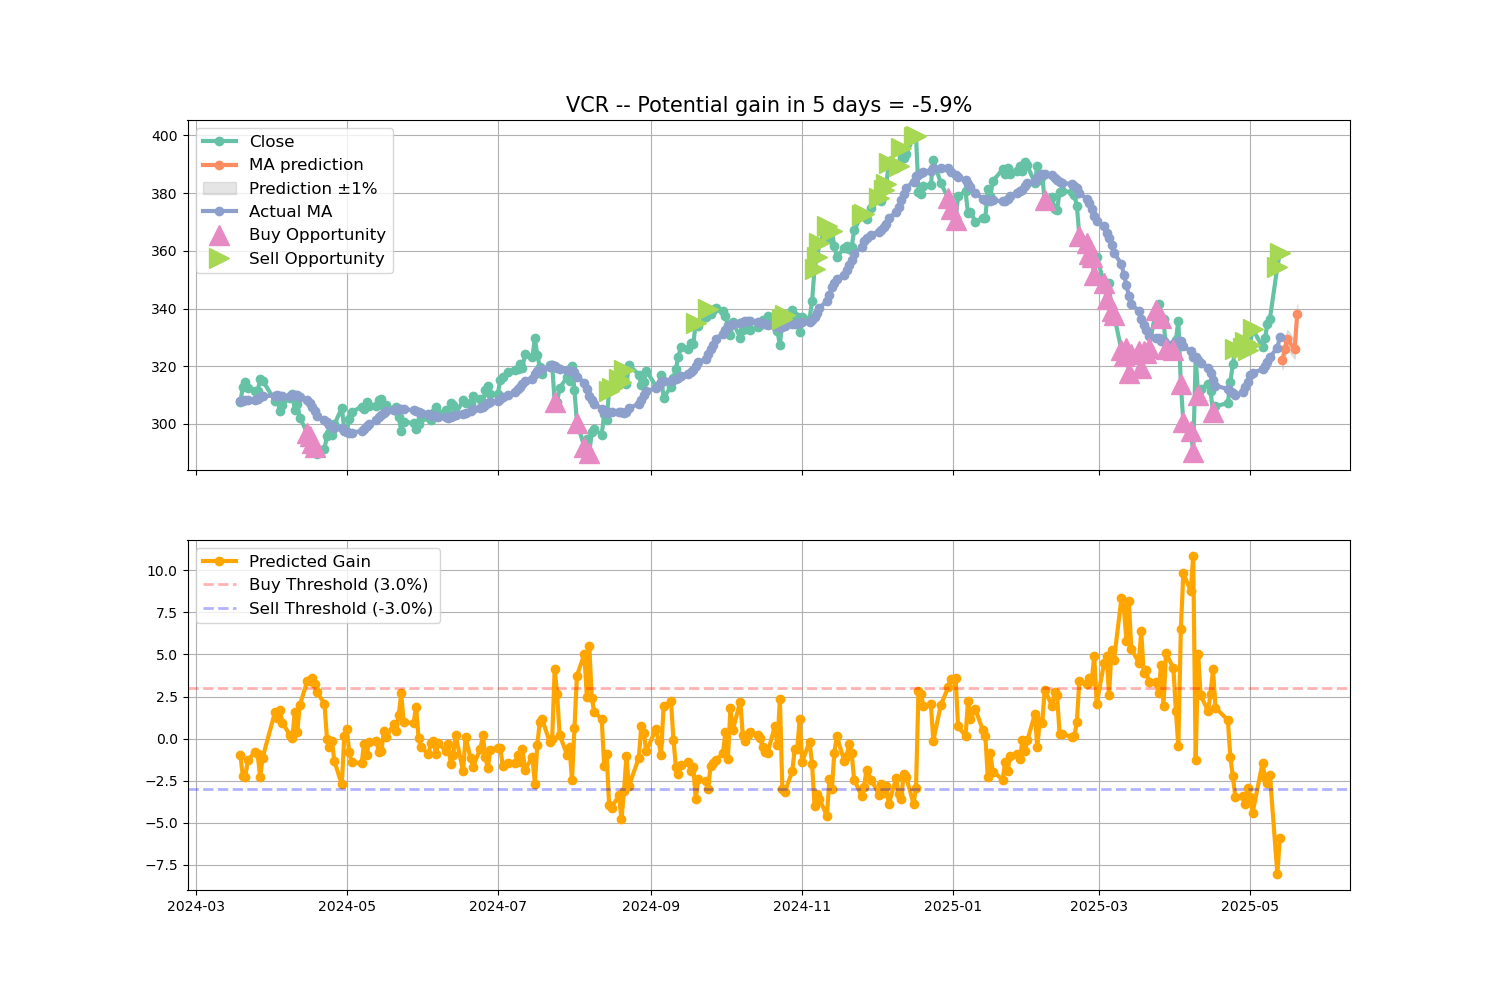 VCR -- Potential gain in 5 days = -5.9%
400
380
360
340
320
300
Close
MA prediction
Prediction ±1%
Actual MA
Buy Opportunity
Sell Opportunity
10.0
7.5
5.0
2.5
0.0
−2.5
−5.0
−7.5
Predicted Gain
Buy Threshold (3.0%)
Sell Threshold (-3.0%)
2024-03
2024-05
2024-07
2024-09
2024-11
2025-01
2025-03
2025-05